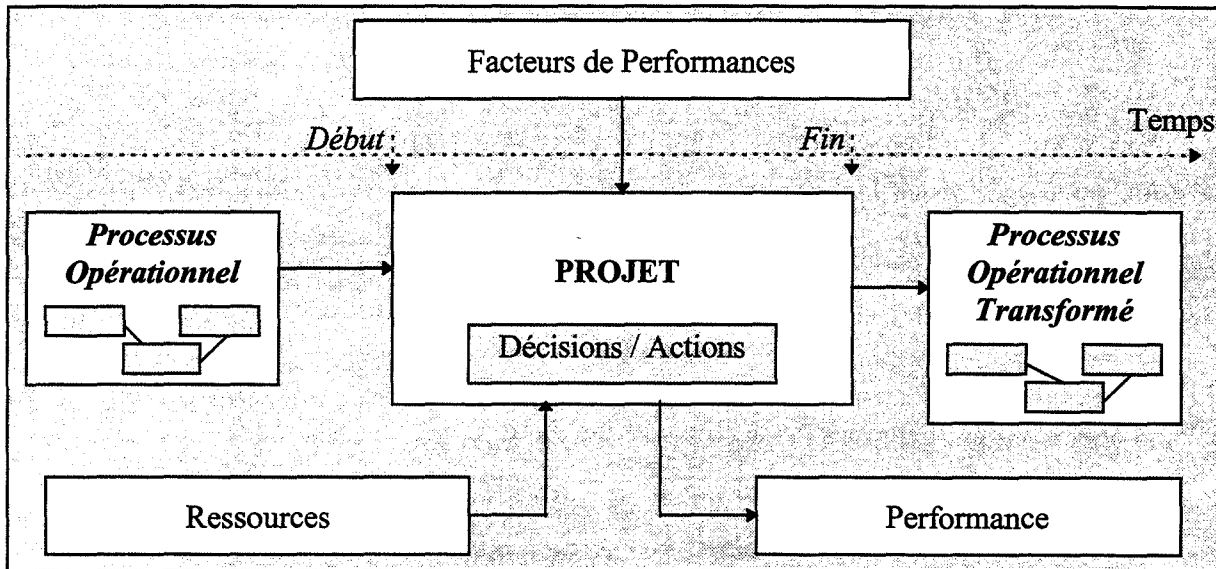 Facteurs de Performances
Temps
Début
Fin
Processus
Opérationnel
PROJET
Décisions / Actions
Processus
Opérationnel
Transformé
Ressources
Performance